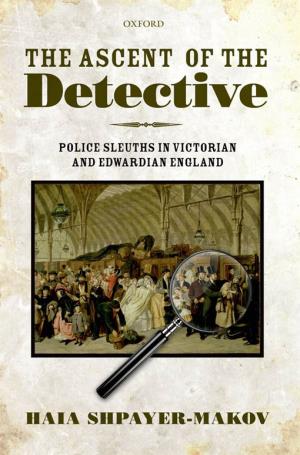 OXFORD
THE ASCENT OF THE
Detective
POLICE SLEUTHS IN VICTORIAN
AND EDWARDIAN ENGLAND
HAIA SHPAYER-MAKOV